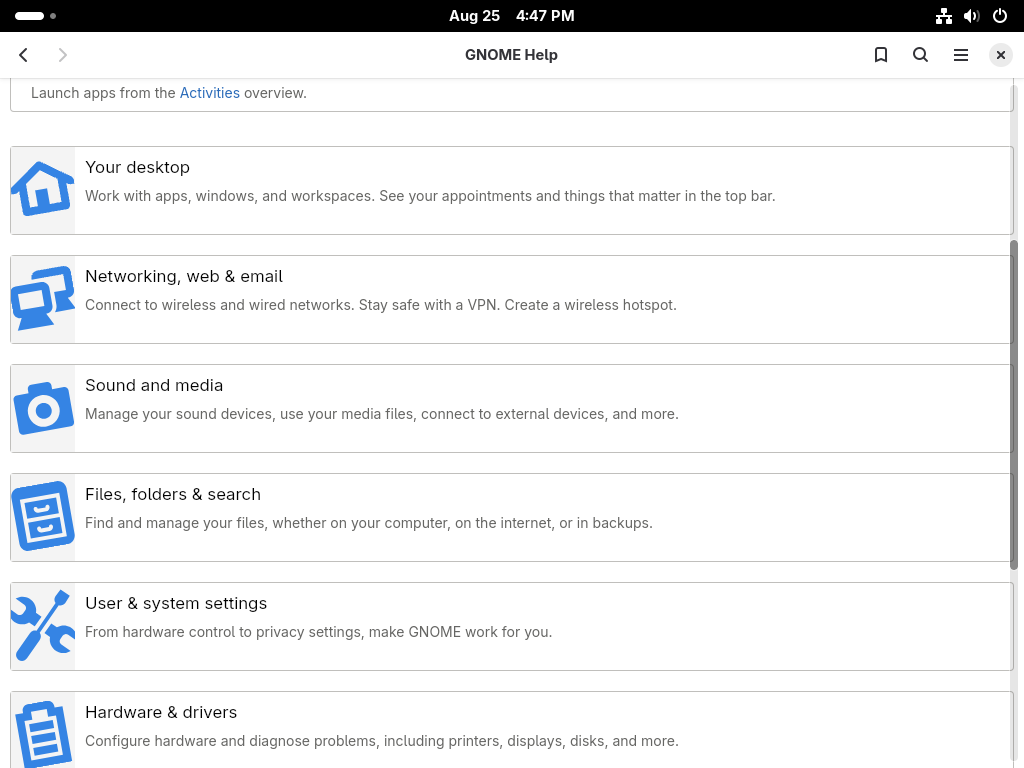 Aug 25 4:47 PM
GNOME Help
Launch apps from the Activities overview.
Your desktop
Work with apps, windows, and workspaces. See your appointments and things that matter in the top bar.
Networking, web & email
Connect to wireless and wired networks. Stay safe with a VPN. Create a wireless hotspot.
Sound and media
Manage your sound devices, use your media files, connect to external devices, and more.
Files, folders & search
Find and manage your files, whether on your computer, on the internet, or in backups.
User & system settings
From hardware control to privacy settings, make GNOME work for you.
Hardware & drivers
Configure hardware and diagnose problems, including printers, displays, disks, and more.